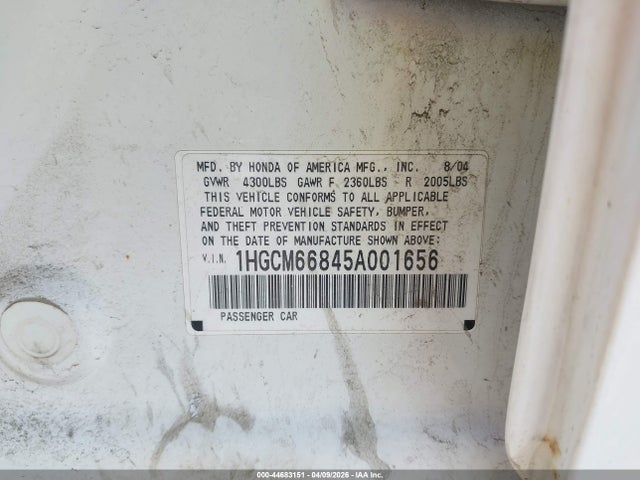 MFD. BY HONDA OF AMERICA MFG., INC. 8/04
GVWR 4300LBS GAWR F 2360LBS R 2005LBS
THIS VEHICLE CONFORMS TO ALL APPLICABLE
FEDERAL MOTOR VEHICLE SAFETY, BUMPER,
AND THEFT PREVENTION STANDARDS IN EFFECT
ON THE DATE OF MANUFACTURE SHOWN ABOVE:
V.I.N. 1HGCM66845A001656
PASSENGER CAR
000-44683151 - 04/09/2026 - IAA Inc.